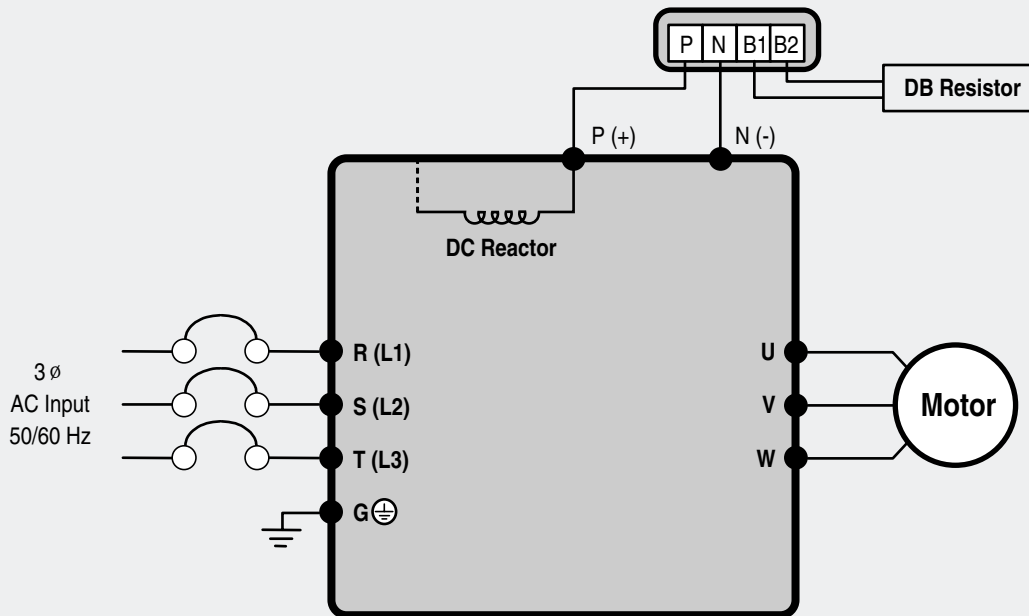 P N B1 B2
DB Resistor
P (+)
N (-)
DC Reactor
R (L1)
U
3 ø
AC Input
50/60 Hz
S (L2)
V
Motor
T (L3)
W
G